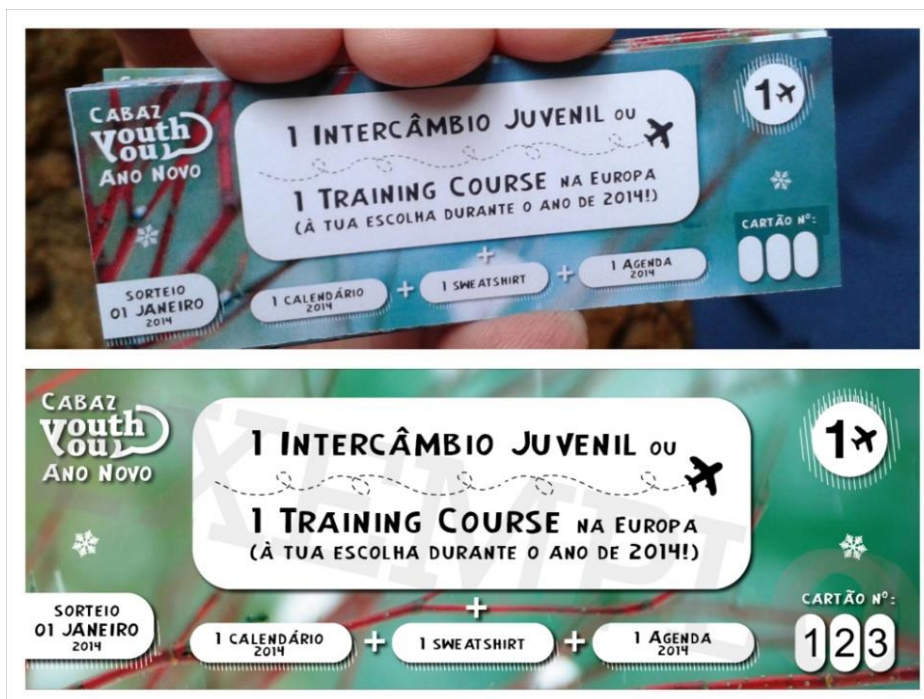 CABAZ
youth
you
ANO NOVO
1 INTERCÂMBIO JUVENIL OU
1 TRAINING COURSE NA EUROPA
(À TUA ESCOLHA DURANTE O ANO DE 2014!)
1
CARTÃO Nº:
SORTEIO
01 JANEIRO
2014
1 CALENDÁRIO
2014
+
1 SWEATSHIRT
+
+
1 AGENDA
2014
CABAZ
youth
you
ANO NOVO
1 INTERCÂMBIO JUVENIL OU
1 TRAINING COURSE NA EUROPA
(À TUA ESCOLHA DURANTE O ANO DE 2014!)
1
CARTÃO Nº:
123
SORTEIO
01 JANEIRO
2014
1 CALENDÁRIO
2014
+
1 SWEATSHIRT
+
+
1 AGENDA
2014
EXEMPLO